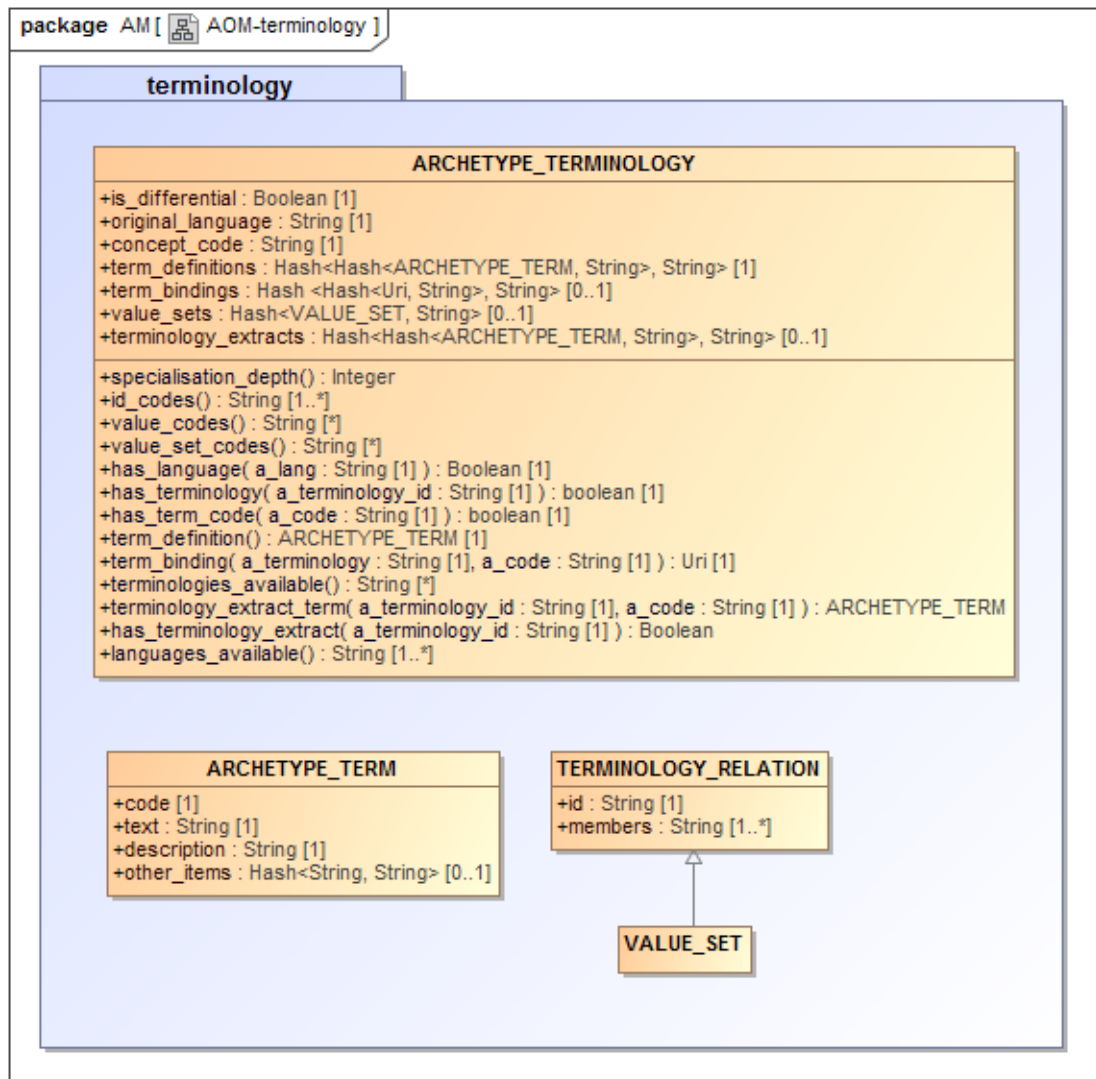 package AM [ AOM-terminology ]
terminology
ARCHETYPE_TERMINOLOGY
+is_differential : Boolean [1]
+original_language : String [1]
+concept_code : String [1]
+term_definitions : Hash<Hash<ARCHETYPE_TERM, String>, String> [1]
+term_bindings : Hash <Hash<Uri, String>, String> [0..1]
+value_sets : Hash<VALUE_SET, String> [0..1]
+terminology_extracts : Hash<Hash<ARCHETYPE_TERM, String>, String> [0..1]
+specialisation_depth() : Integer
+id_codes() : String [1..*]
+value_codes() : String [*]
+value_set_codes() : String [*]
+has_language( a_lang : String [1] ) : Boolean [1]
+has_terminology( a_terminology_id : String [1] ) : boolean [1]
+has_term_code( a_code : String [1] ) : boolean [1]
+term_definition() : ARCHETYPE_TERM [1]
+term_binding( a_terminology : String [1], a_code : String [1] ) : Uri [1]
+terminologies_available() : String [*]
+terminology_extract_term( a_terminology_id : String [1], a_code : String [1] ) : ARCHETYPE_TERM
+has_terminology_extract( a_terminology_id : String [1] ) : Boolean
+languages_available() : String [1..*]
ARCHETYPE_TERM
+code [1]
+text : String [1]
+description : String [1]
+other_items : Hash<String, String> [0..1]
TERMINOLOGY_RELATION
+id : String [1]
+members : String [1..*]
VALUE_SET